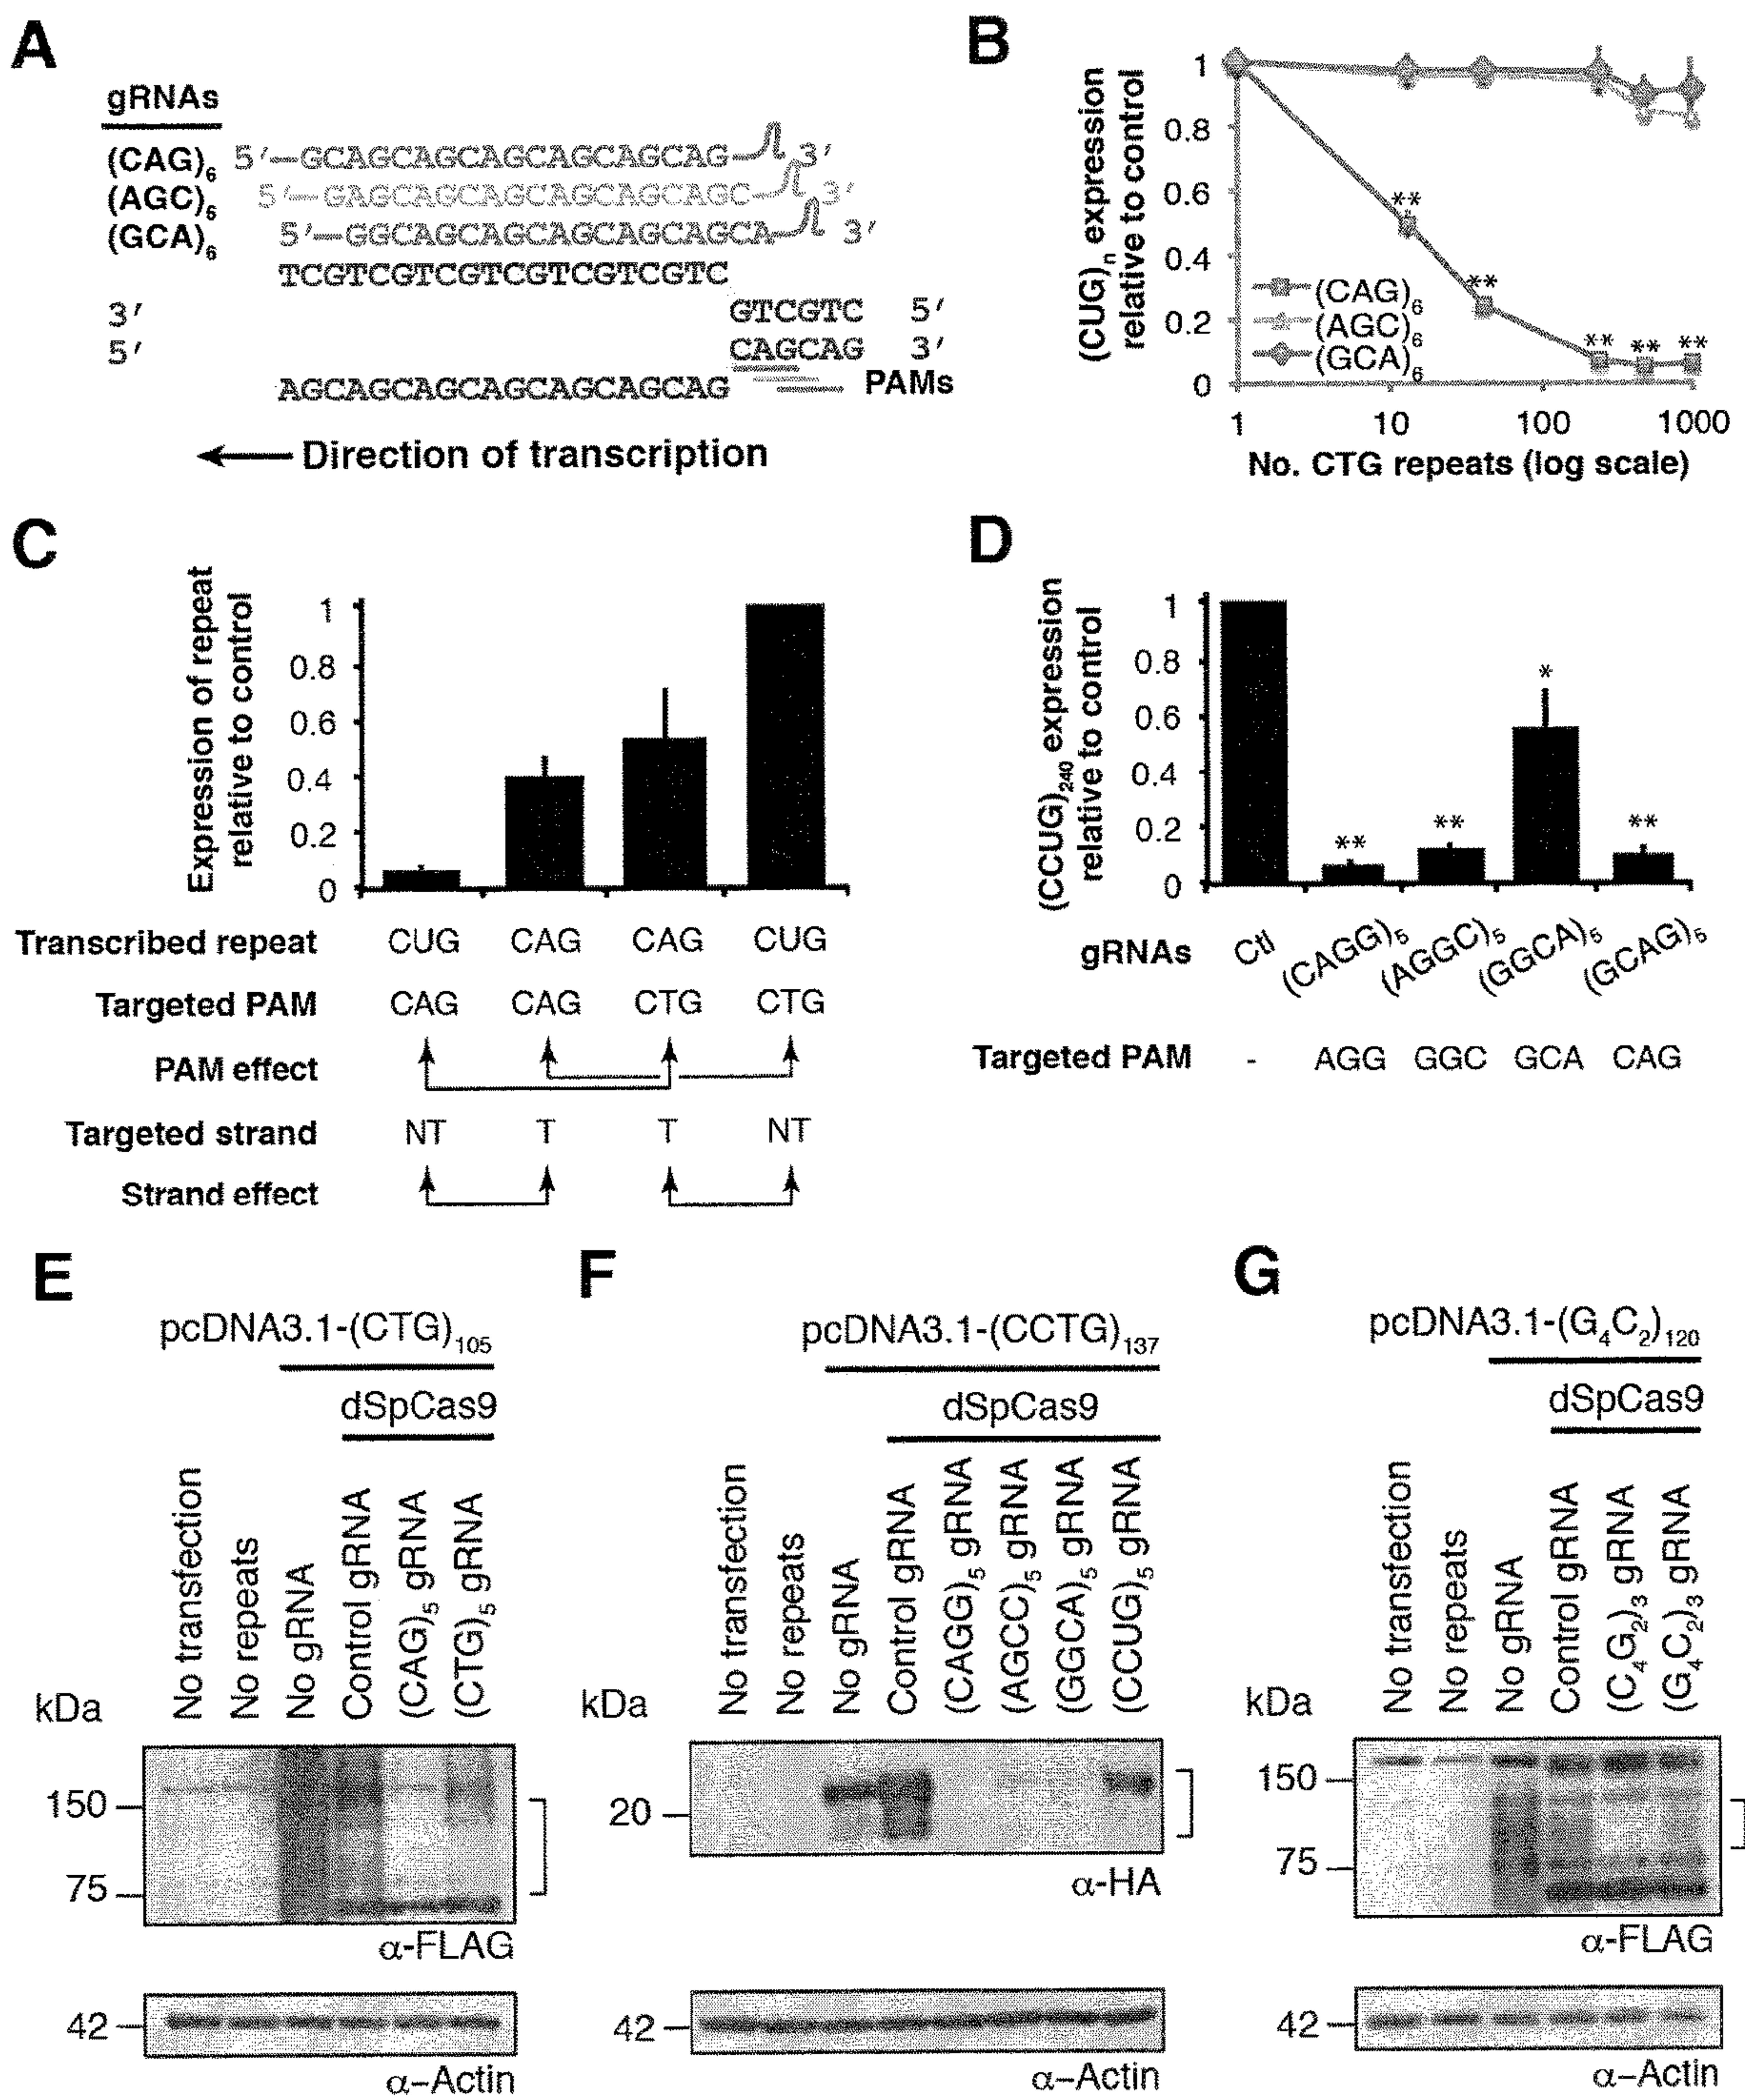 A
gRNAs
(CAG)6 5′–GCAGCAGCAGCAGCAGCAG 3′
(AGC)6 5′–GAGCAGCAGCAGCAGCAGC 3′
(GCA)6 5′–GGCAGCAGCAGCAGCAGCA 3′
TCGTCGTCGTCGTCGTCGTC
3′ GTCGTC 5′
5′ CAGCAG 3′
AGCAGCAGCAGCAGCAGCAG PAMs
Direction of transcription
B
(CUG)n expression
relative to control
1
0.8
0.6
0.4
0.2
0
** ** ** ** **
(CAG)6
(AGC)6
(GCA)6
1 10 100 1000
No. CTG repeats (log scale)
C
Expression of repeat
relative to control
1
0.8
0.6
0.4
0.2
0
Transcribed repeat CUG CAG CAG CUG
Targeted PAM CAG CAG CTG CTG
PAM effect
Targeted strand NT T T NT
Strand effect
D
(CCUG)240 expression
relative to control
1
0.8
0.6
0.4
0.2
0
** ** * **
gRNAs Ctl (CAGG)5 (AGGC)5 (GGCA)5 (GCAG)5
Targeted PAM - AGG GGC GCA CAG
E
pcDNA3.1-(CTG)105
dSpCas9
No transfection
No repeats
No gRNA
Control gRNA
(CAG)5 gRNA
(CTG)5 gRNA
kDa
150
75
α-FLAG
42
α–Actin
F
pcDNA3.1-(CCTG)137
dSpCas9
No transfection
No repeats
No gRNA
Control gRNA
(CAGG)5 gRNA
(AGCC)5 gRNA
(GGCA)5 gRNA
(CCUG)5 gRNA
kDa
20
α-HA
42
α–Actin
G
pcDNA3.1-(G4C2)120
dSpCas9
No transfection
No repeats
No gRNA
Control gRNA
(C4G2)3 gRNA
(G4C2)3 gRNA
kDa
150
75
α-FLAG
42
α–Actin